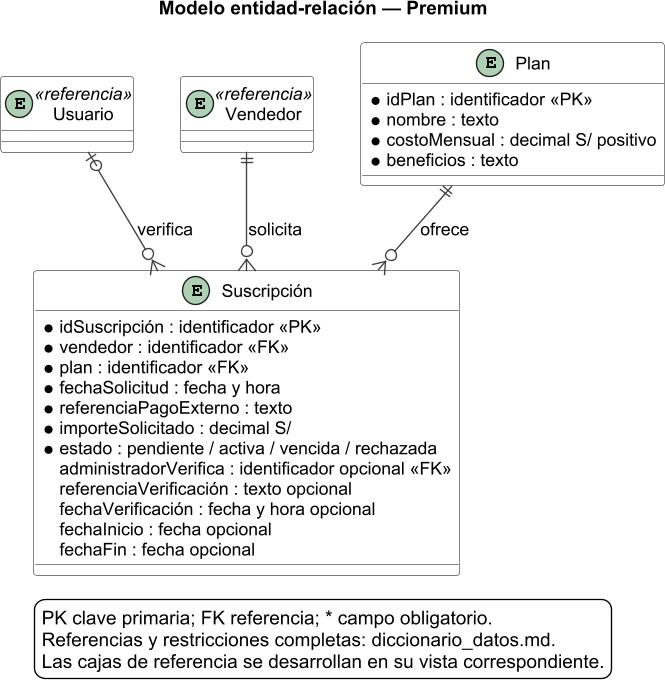 Modelo entidad-relación — Premium
E
«referencia»
Usuario
E
«referencia»
Vendedor
E
Plan
● idPlan : identificador «PK»
● nombre : texto
● costoMensual : decimal S/ positivo
● beneficios : texto
verifica
solicita
ofrece
E
Suscripción
● idSuscripción : identificador «PK»
● vendedor : identificador «FK»
● plan : identificador «FK»
● fechaSolicitud : fecha y hora
● referenciaPagoExterno : texto
● importeSolicitado : decimal S/
● estado : pendiente / activa / vencida / rechazada
administradorVerifica : identificador opcional «FK»
referenciaVerificación : texto opcional
fechaVerificación : fecha y hora opcional
fechaInicio : fecha opcional
fechaFin : fecha opcional
PK clave primaria; FK referencia; * campo obligatorio.
Referencias y restricciones completas: diccionario_datos.md.
Las cajas de referencia se desarrollan en su vista correspondiente.